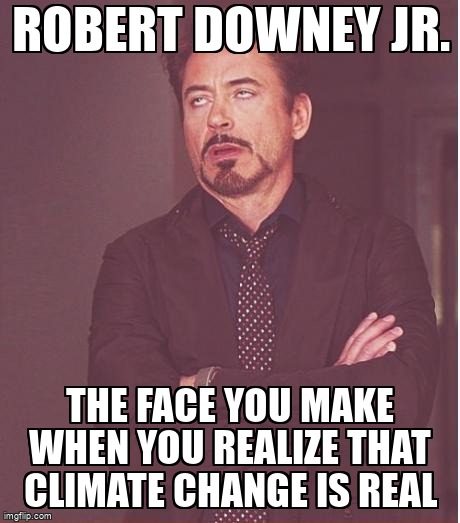 ROBERT DOWNEY JR.
THE FACE YOU MAKE
WHEN YOU REALIZE THAT
CLIMATE CHANGE IS REAL
imgflip.com